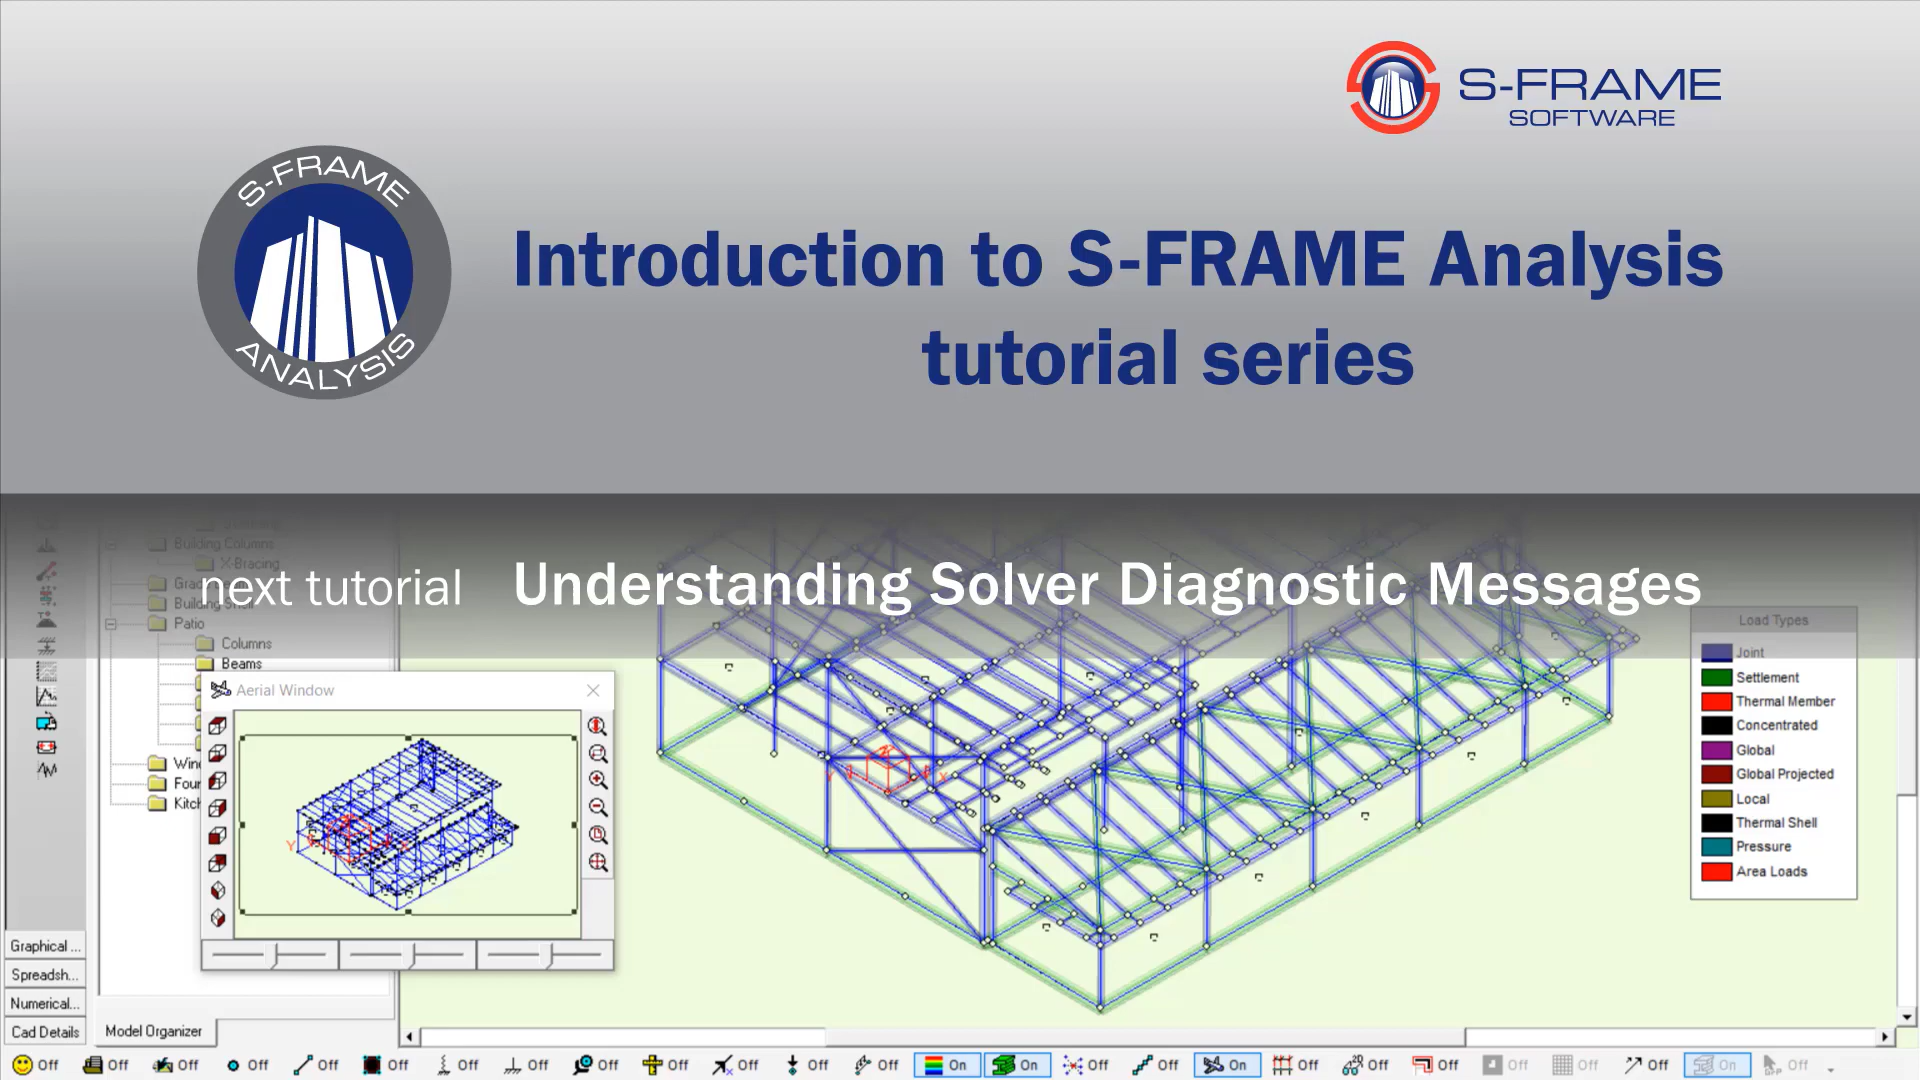 S-FRAME
SOFTWARE
S-FRAME
ANALYSIS
Introduction to S-FRAME Analysis
tutorial series
next tutorial Understanding Solver Diagnostic Messages
Building Columns
X-Bracing
Patio
Columns
Beams
Aerial Window
Y
Y
X
Load Types
Joint
Settlement
Thermal Member
Concentrated
Global
Global Projected
Local
Thermal Shell
Pressure
Area Loads
Graphical ...
Spreadsh...
Numerical...
Cad Details
Model Organizer
Off Off Off Off Off Off Off Off Off Off Off Off Off On On Off Off On Off Off Off Off Off Off On Off